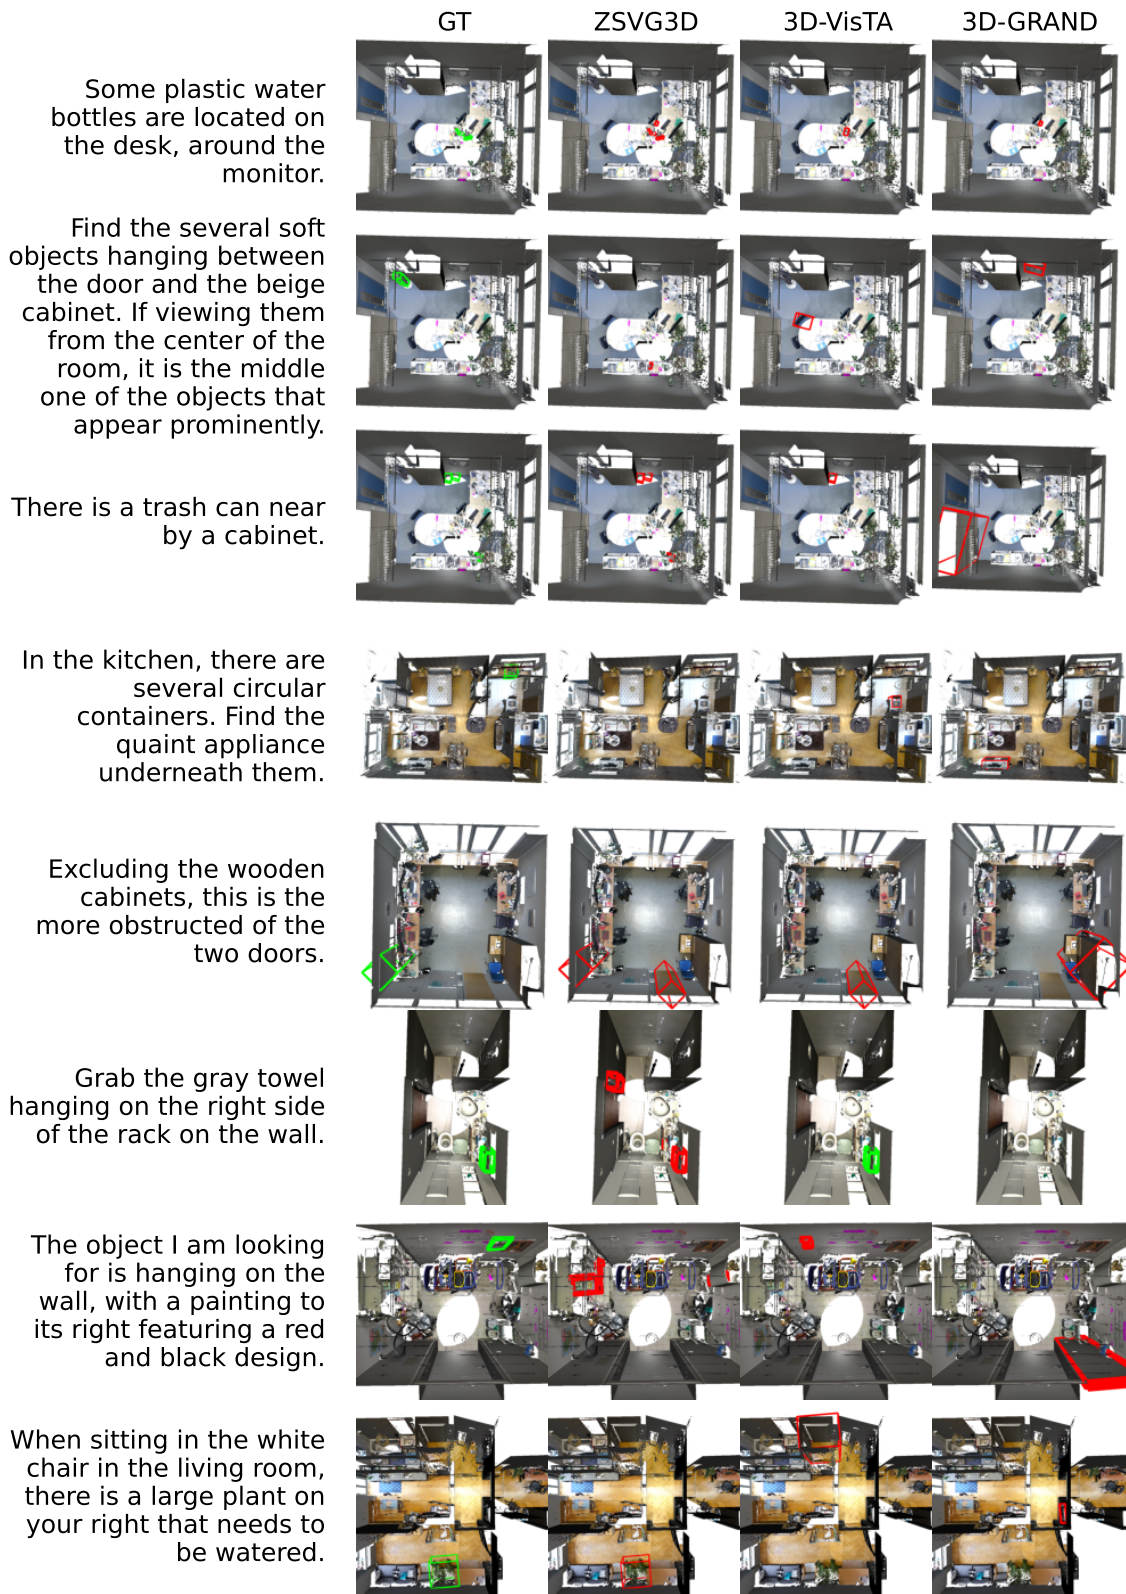 GT
ZSVG3D
3D-VisTA
3D-GRAND
Some plastic water
bottles are located on
the desk, around the
monitor.
Find the several soft
objects hanging between
the door and the beige
cabinet. If viewing them
from the center of the
room, it is the middle
one of the objects that
appear prominently.
There is a trash can near
by a cabinet.
In the kitchen, there are
several circular
containers. Find the
quaint appliance
underneath them.
Excluding the wooden
cabinets, this is the
more obstructed of the
two doors.
Grab the gray towel
hanging on the right side
of the rack on the wall.
The object I am looking
for is hanging on the
wall, with a painting to
its right featuring a red
and black design.
When sitting in the white
chair in the living room,
there is a large plant on
your right that needs to
be watered.